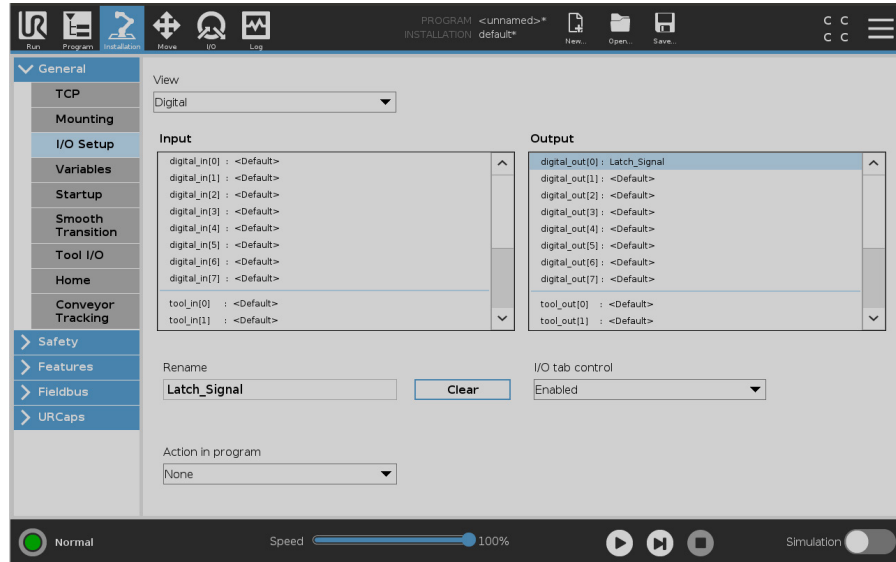 UR
Run
Program
Installation
Move
I/O
Log
PROGRAM <unnamed>*
INSTALLATION default*
New...
Open...
Save...
C C
C C
General
TCP
Mounting
I/O Setup
Variables
Startup
Smooth
Transition
Tool I/O
Home
Conveyor
Tracking
Safety
Features
Fieldbus
URCaps
View
Digital
Input
digital_in[0] : <Default>
digital_in[1] : <Default>
digital_in[2] : <Default>
digital_in[3] : <Default>
digital_in[4] : <Default>
digital_in[5] : <Default>
digital_in[6] : <Default>
digital_in[7] : <Default>
tool_in[0] : <Default>
tool_in[1] : <Default>
Output
digital_out[0] : Latch_Signal
digital_out[1] : <Default>
digital_out[2] : <Default>
digital_out[3] : <Default>
digital_out[4] : <Default>
digital_out[5] : <Default>
digital_out[6] : <Default>
digital_out[7] : <Default>
tool_out[0] : <Default>
tool_out[1] : <Default>
Rename
Latch_Signal
Clear
I/O tab control
Enabled
Action in program
None
Normal
Speed
100%
Simulation